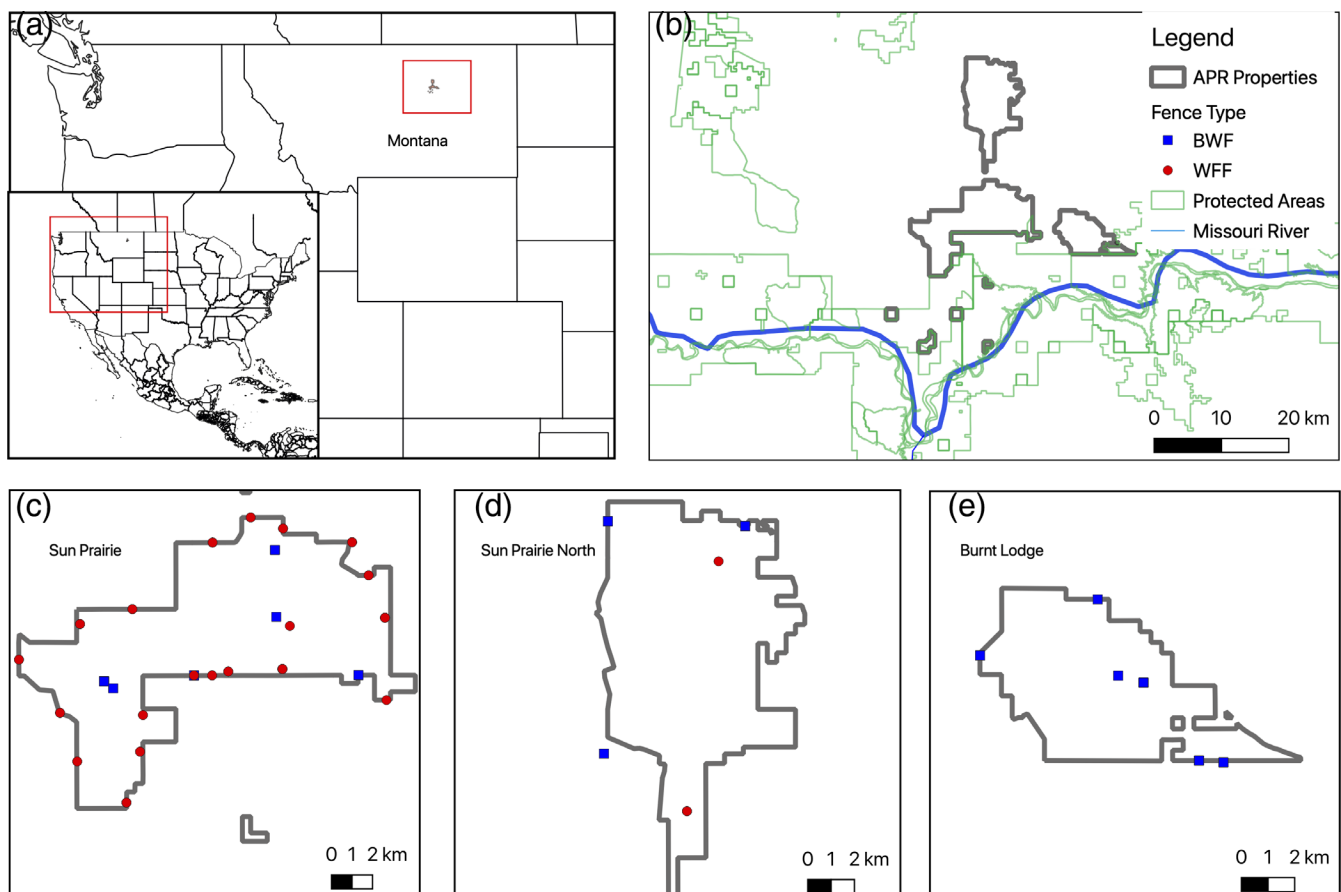 (a)
Montana
(b)
Legend
APR Properties
Fence Type
BWF
WFF
Protected Areas
Missouri River
0 10 20 km
(c)
Sun Prairie
0 1 2 km
(d)
Sun Prairie North
0 1 2 km
(e)
Burnt Lodge
0 1 2 km